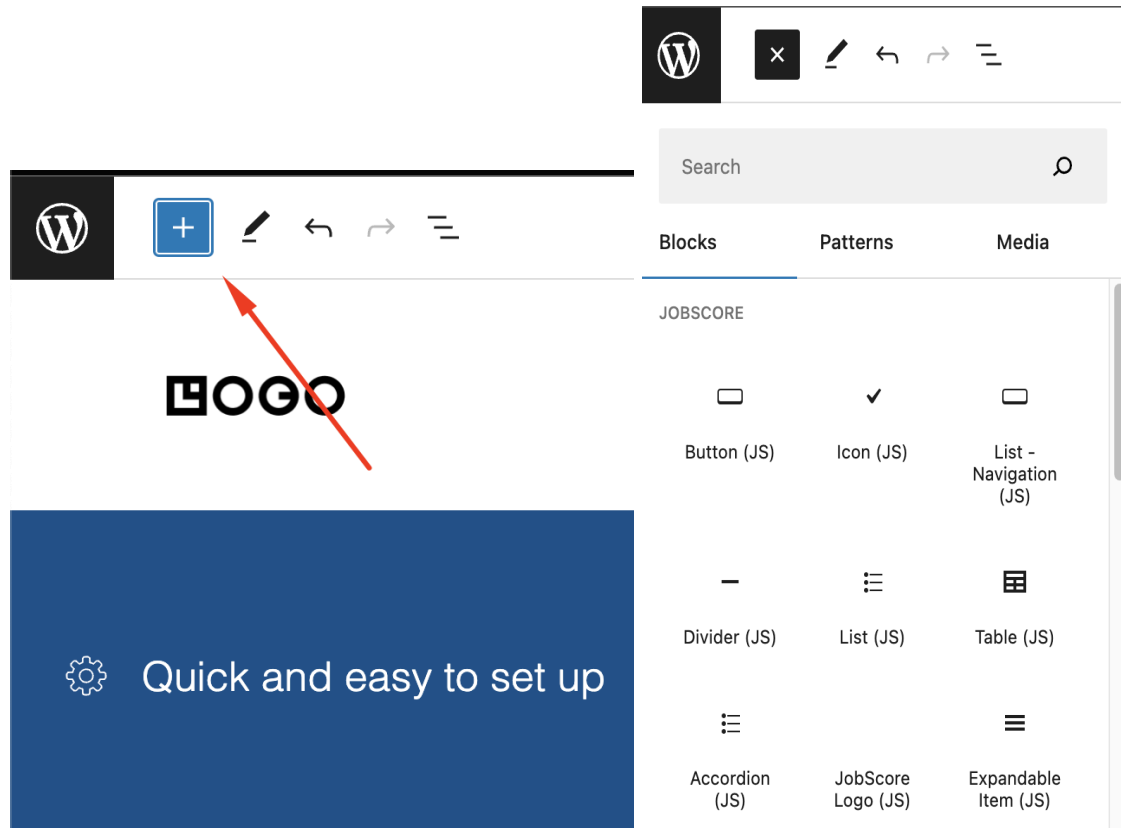 LOGO
Quick and easy to set up
Search
Blocks Patterns Media
JOBSCORE
Button (JS) Icon (JS) List -
Navigation
(JS)
Divider (JS) List (JS) Table (JS)
Accordion JobScore Expandable
(JS) Logo (JS) Item (JS)